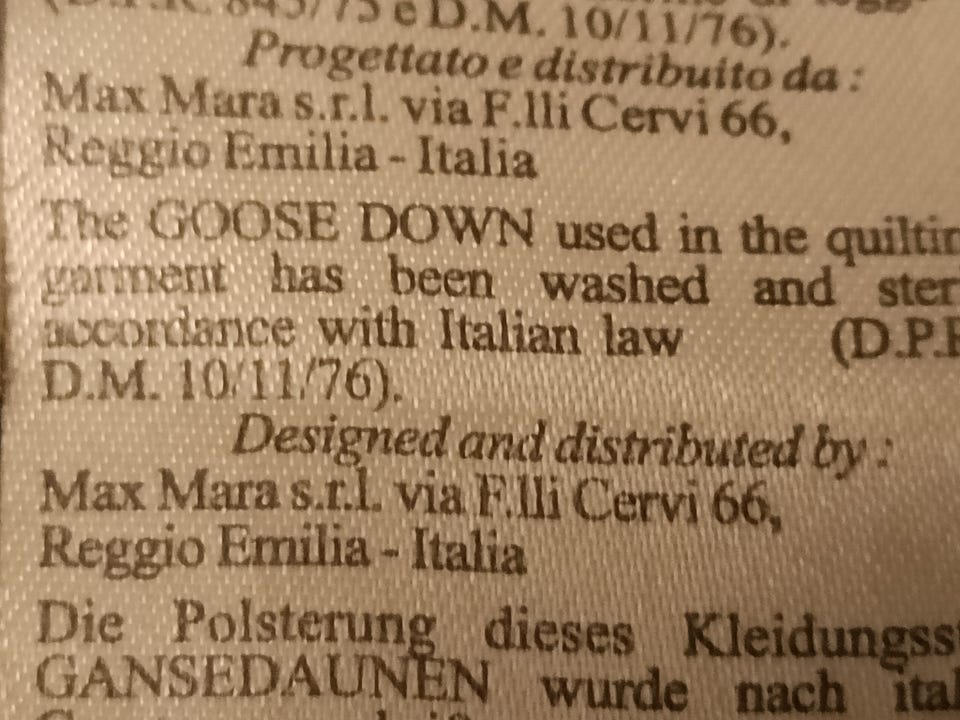 845/75 e D.M. 10/11/76).
Progettato e distribuito da :
Max Mara s.r.l. via F.lli Cervi 66,
Reggio Emilia - Italia
The GOOSE DOWN used in the
garment has been washed and
accordance with Italian law
D.M. 10/11/76).
Designed and distributed by :
Max Mara s.r.l. via F.lli Cervi 66,
Reggio Emilia - Italia
Die Polsterung dieses
GANSEDAUNEN wurde nach